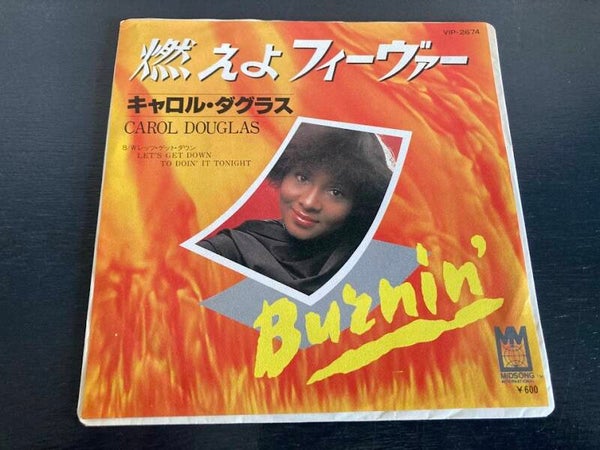 VIP-2674
燃えよフィーヴァー
キャロル・ダグラス
CAROL DOUGLAS
B/W レッツ・ゲット・ダウン
LET'S GET DOWN
TO DOIN' IT TONIGHT
Burnin'
MIDSONG
INTERNATIONAL
¥600